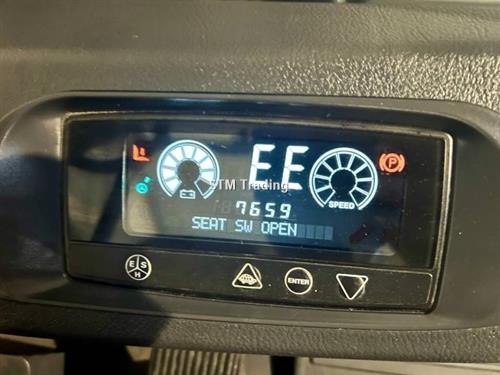 EE
P
STM Trading
7659
SPEED
SEAT SW OPEN
E S
H
ENTER